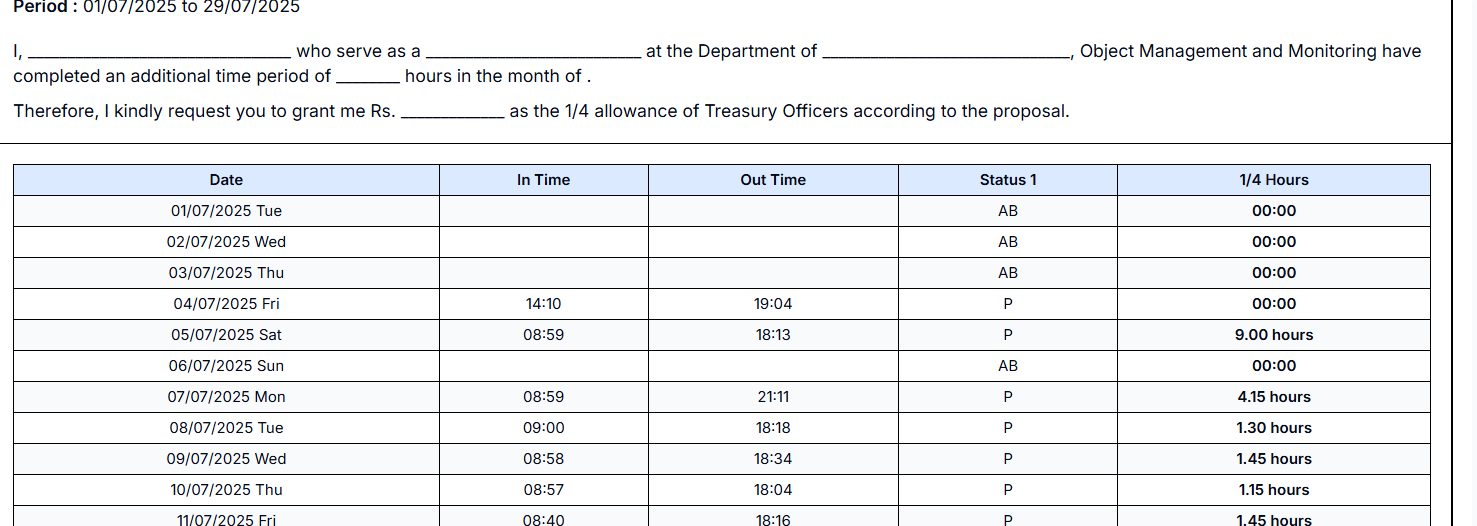 Period : 01/07/2025 to 29/07/2025
I, ______________________________ who serve as a _________________________ at the Department of ____________________________, Object Management and Monitoring have
completed an additional time period of _______ hours in the month of .
Therefore, I kindly request you to grant me Rs. ____________ as the 1/4 allowance of Treasury Officers according to the proposal.
Date In Time Out Time Status 1 1/4 Hours
01/07/2025 Tue AB 00:00
02/07/2025 Wed AB 00:00
03/07/2025 Thu AB 00:00
04/07/2025 Fri 14:10 19:04 P 00:00
05/07/2025 Sat 08:59 18:13 P 9.00 hours
06/07/2025 Sun AB 00:00
07/07/2025 Mon 08:59 21:11 P 4.15 hours
08/07/2025 Tue 09:00 18:18 P 1.30 hours
09/07/2025 Wed 08:58 18:34 P 1.45 hours
10/07/2025 Thu 08:57 18:04 P 1.15 hours
11/07/2025 Fri 08:40 18:16 P 1.45 hours